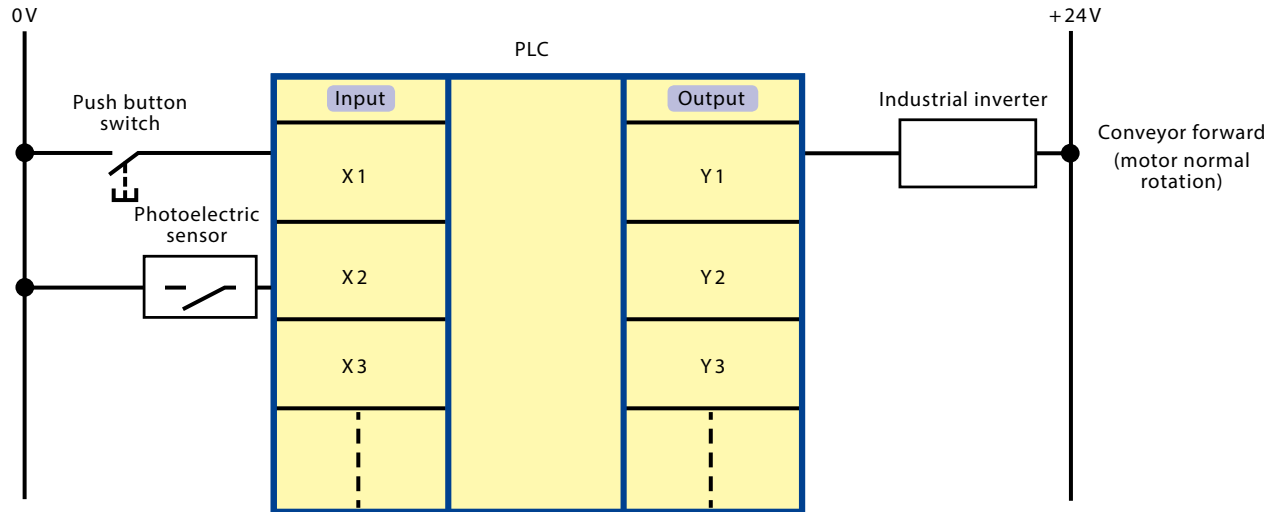 0V
+24V
PLC
Input
Output
Push button
switch
Industrial inverter
Conveyor forward
(motor normal
rotation)
X1
Y1
Photoelectric
sensor
X2
Y2
X3
Y3